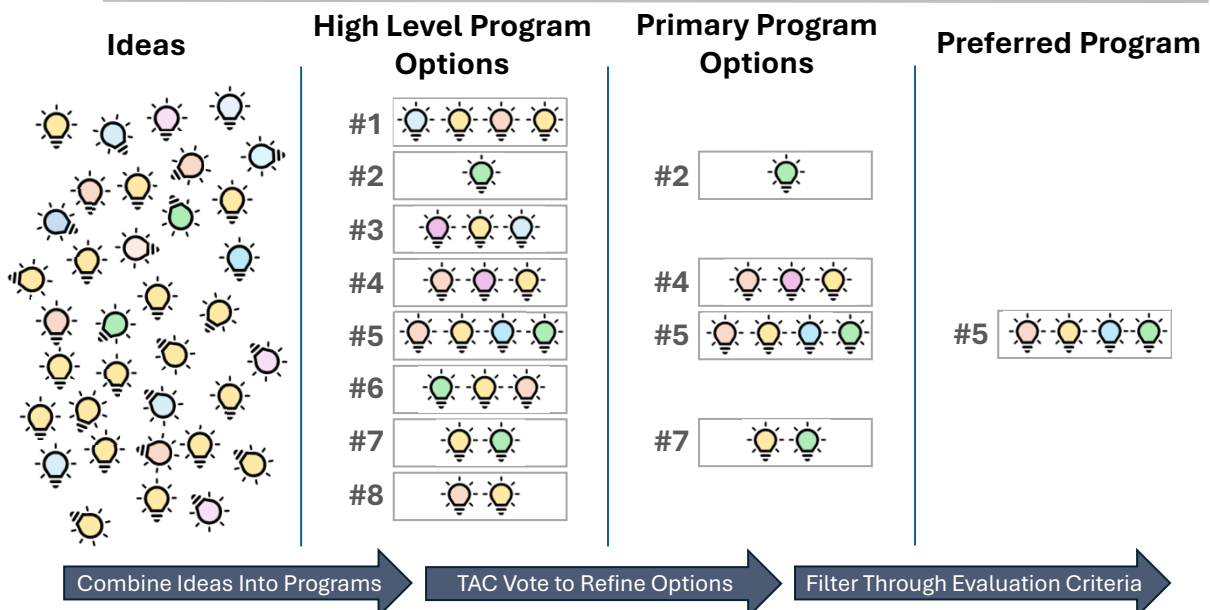 Ideas
High Level Program
Options
Primary Program
Options
Preferred Program
#1
#2
#3
#4
#5
#6
#7
#8
#2
#4
#5
#7
#5
Combine Ideas Into Programs
TAC Vote to Refine Options
Filter Through Evaluation Criteria